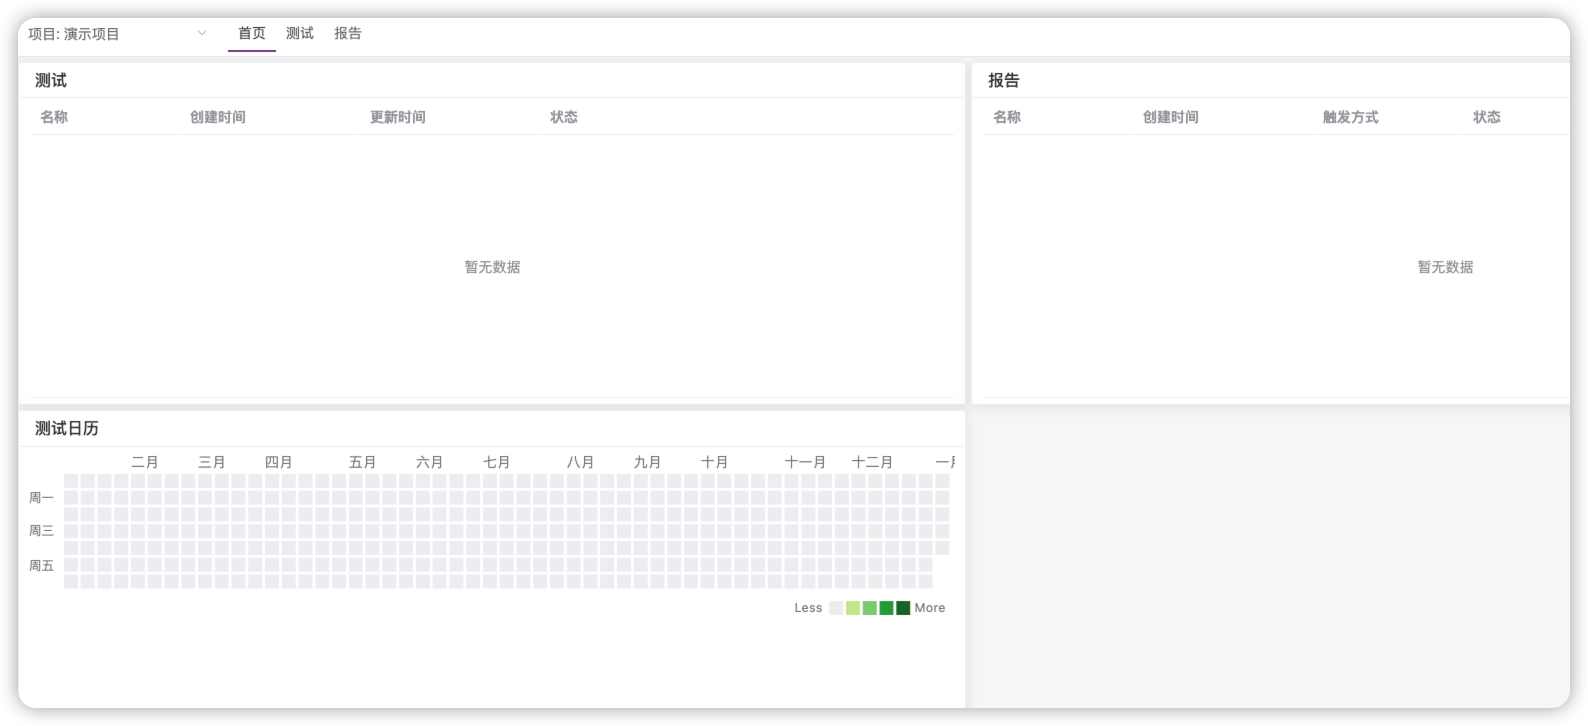 项目: 演示项目 首页 测试 报告
测试
名称 创建时间 更新时间 状态
暂无数据
报告
名称 创建时间 触发方式 状态
暂无数据
测试日历
二月 三月 四月 五月 六月 七月 八月 九月 十月 十一月 十二月 一月
周一
周三
周五
Less More